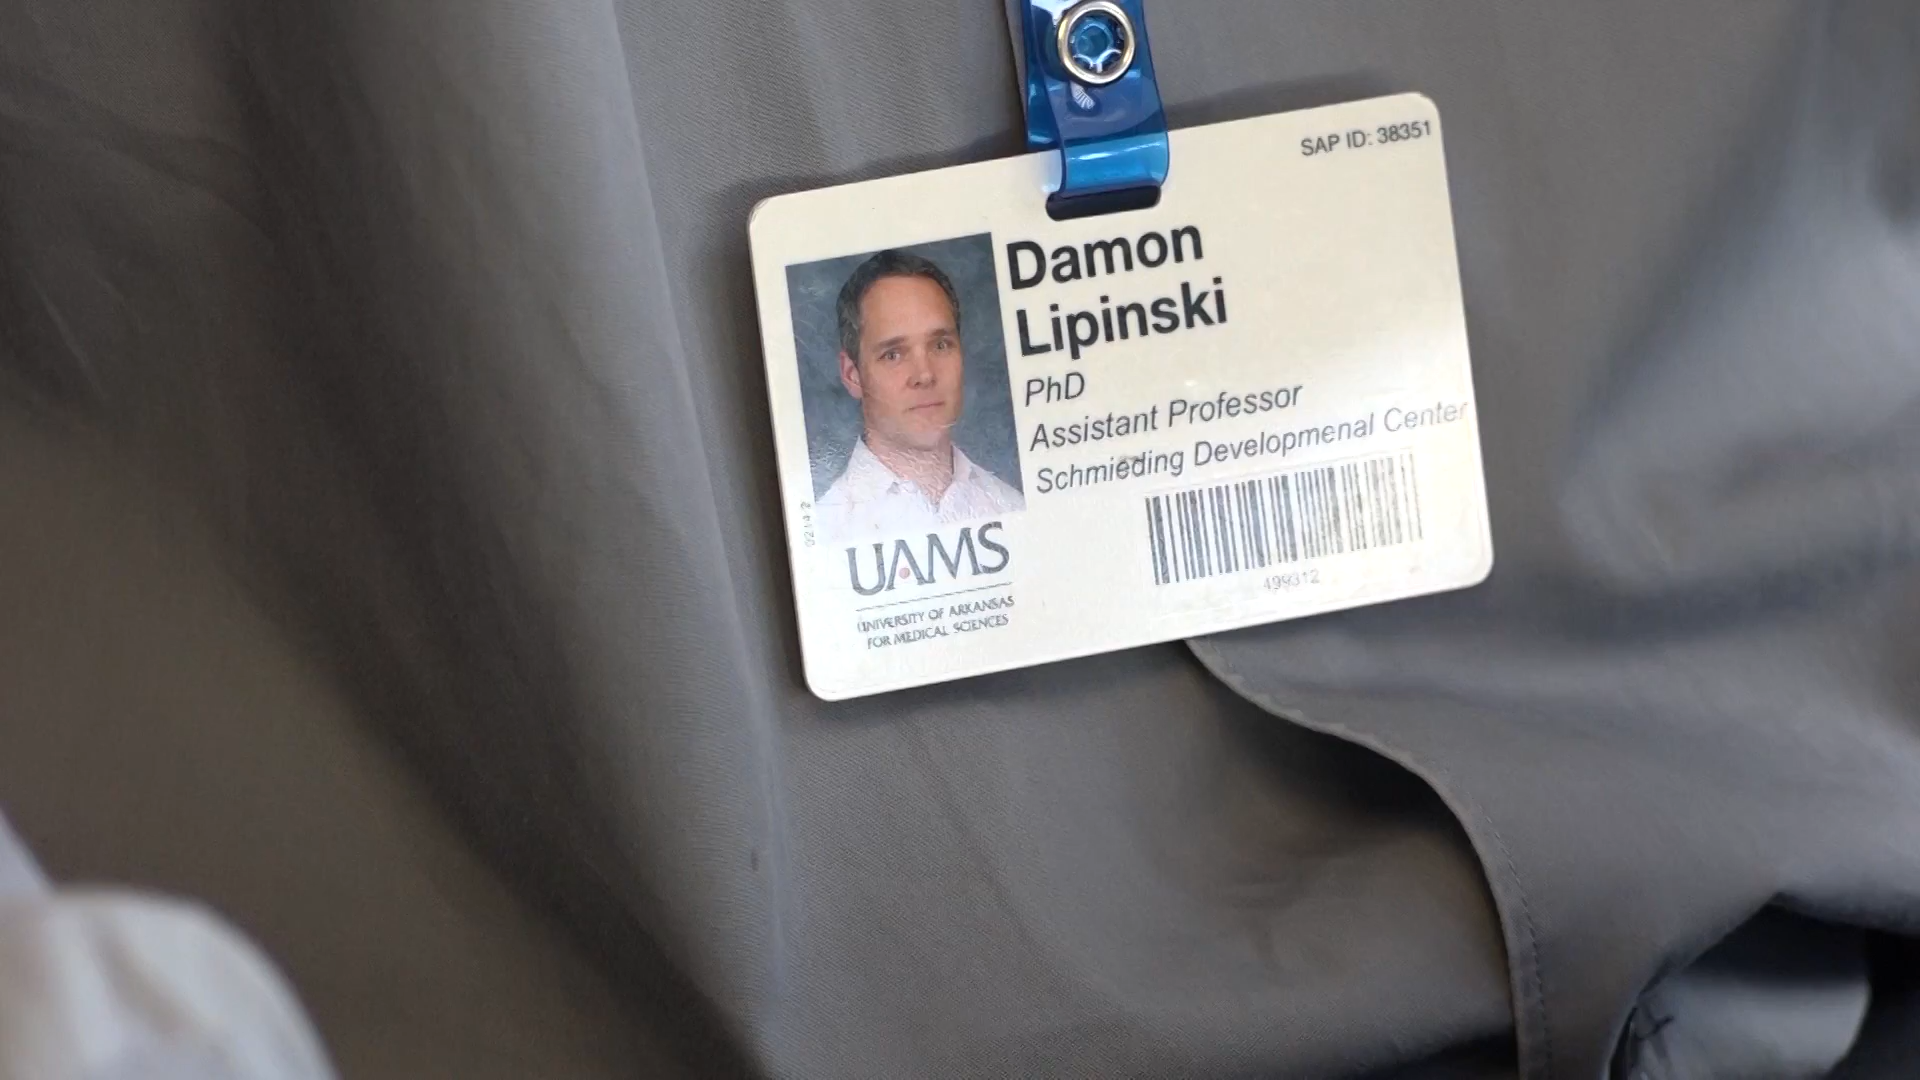 SAP ID: 38351
Damon
Lipinski
PhD
Assistant Professor
Schmieding Developmenal Center
499312
UAMS
UNIVERSITY OF ARKANSAS
FOR MEDICAL SCIENCES